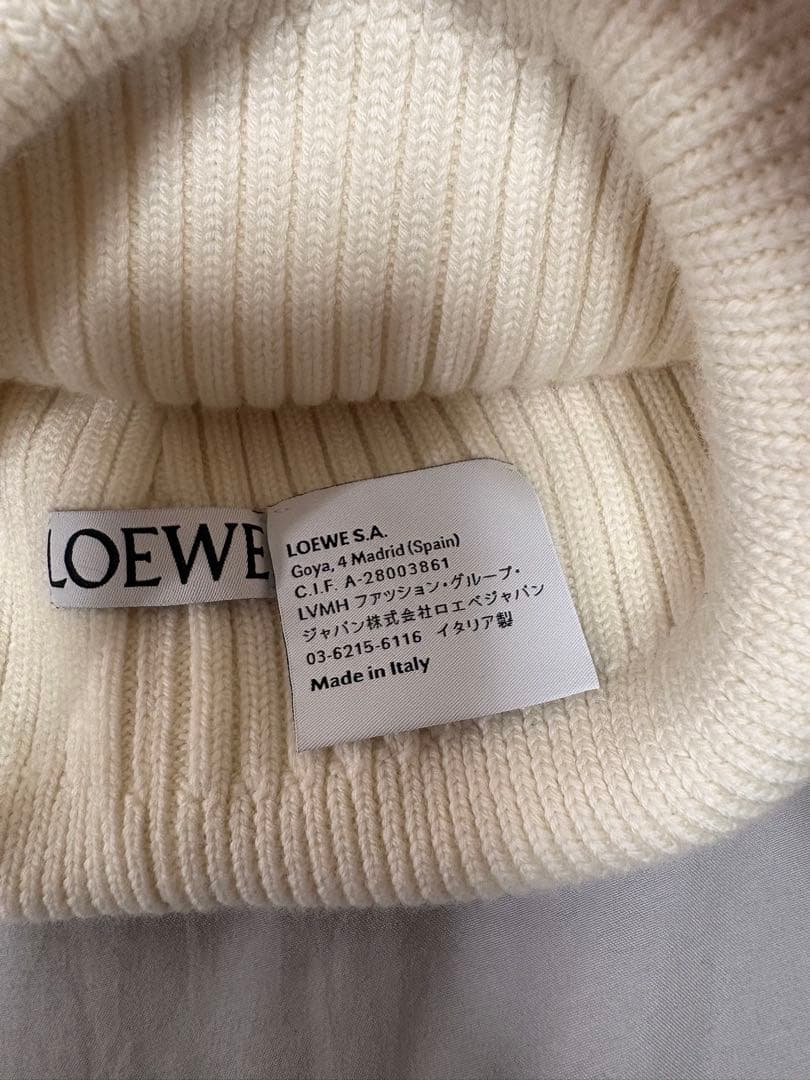 LOEWE
LOEWE S.A.
Goya, 4 Madrid (Spain)
C.I.F. A-28003861
LVMH ファッション・グループ・
ジャパン株式会社ロエベジャパン
03-6215-6116 イタリア製
Made in Italy